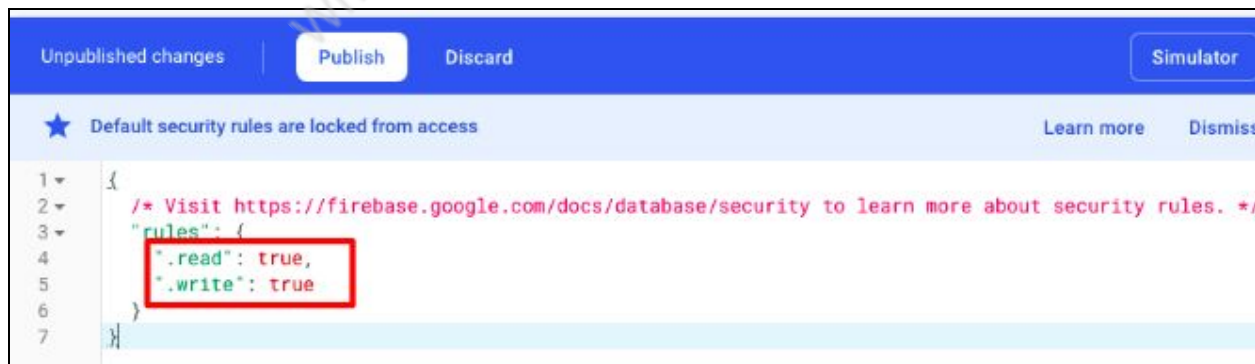 Unpublished changes Publish Discard Simulator
Default security rules are locked from access Learn more Dismiss
1 {
2 /* Visit https://firebase.google.com/docs/database/security to learn more about security rules. */
3 "rules": {
4 ".read": true,
5 ".write": true
6 }
7 }